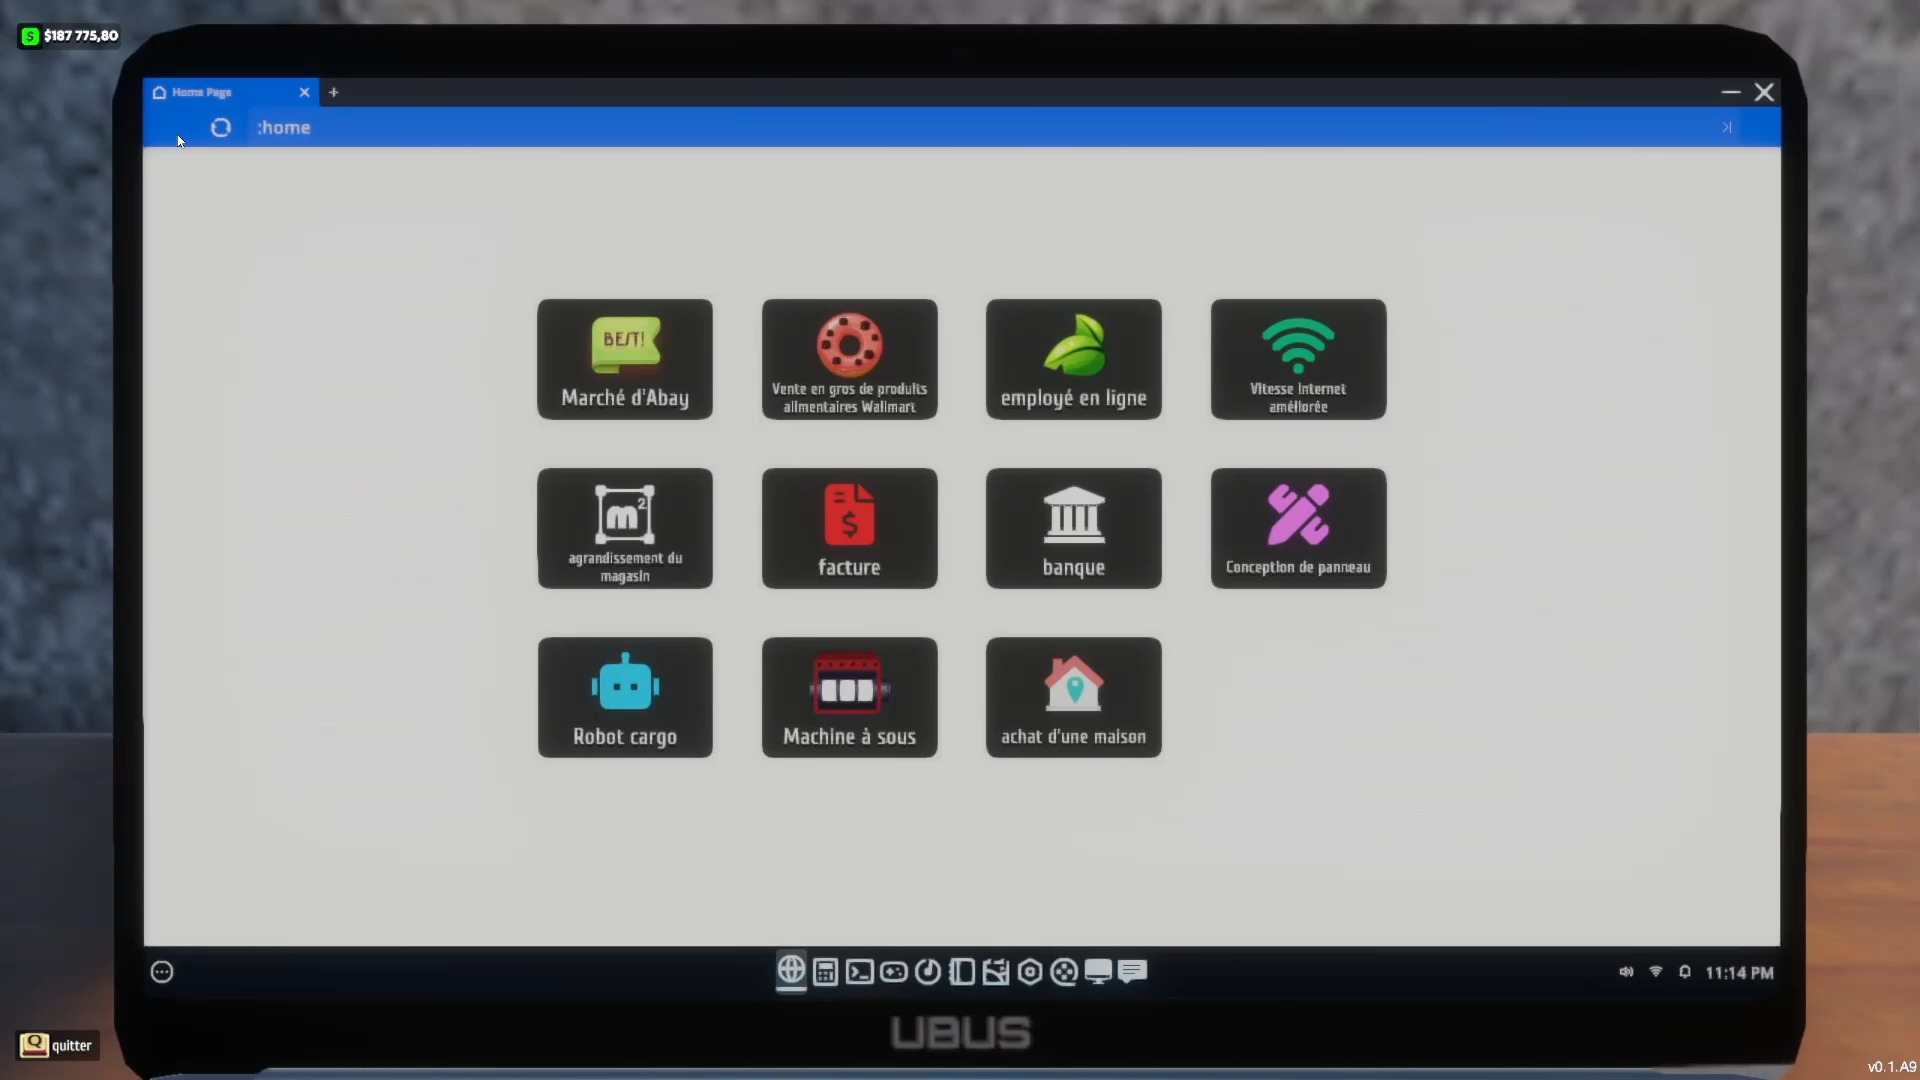 $ $187 775,80
Home Page
:home
BEST!
Marché d'Abay
Vente en gros de produits
alimentaires Wallmart
employé en ligne
Vitesse Internet
améliorée
m²
agrandissement du
magasin
$
facture
banque
Conception de panneau
Robot cargo
Machine à sous
achat d'une maison
11:14 PM
UBUS
Q quitter
v0.1.A9